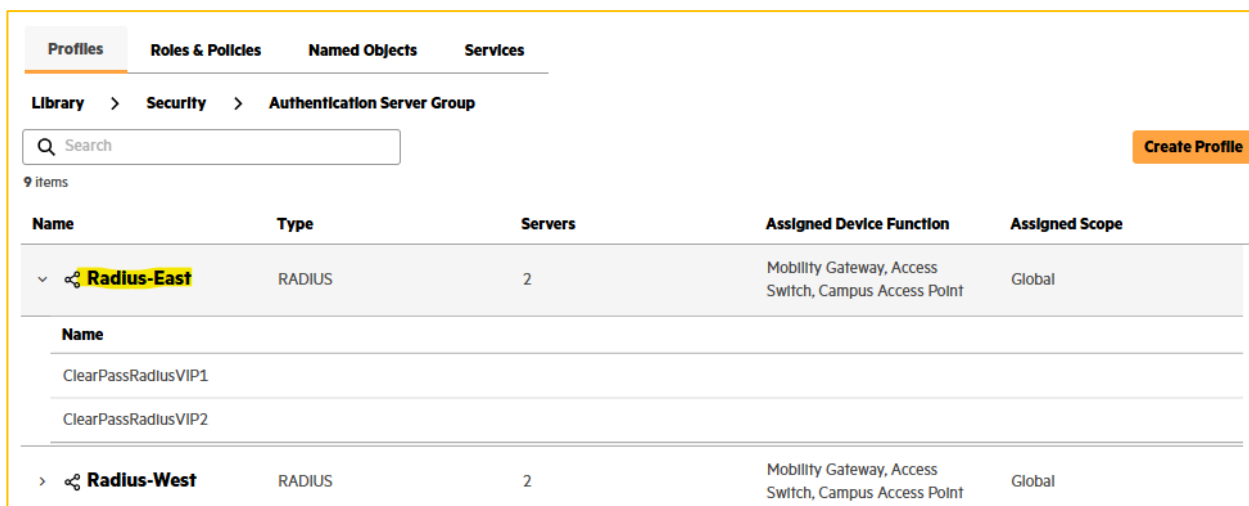 Profiles Roles & Policies Named Objects Services
Library > Security > Authentication Server Group
Search
Create Profile
9 items
Name Type Servers Assigned Device Function Assigned Scope
Radius-East RADIUS 2 Mobility Gateway, Access Global
Switch, Campus Access Point
Name
ClearPassRadiusVIP1
ClearPassRadiusVIP2
Radius-West RADIUS 2 Mobility Gateway, Access Global
Switch, Campus Access Point